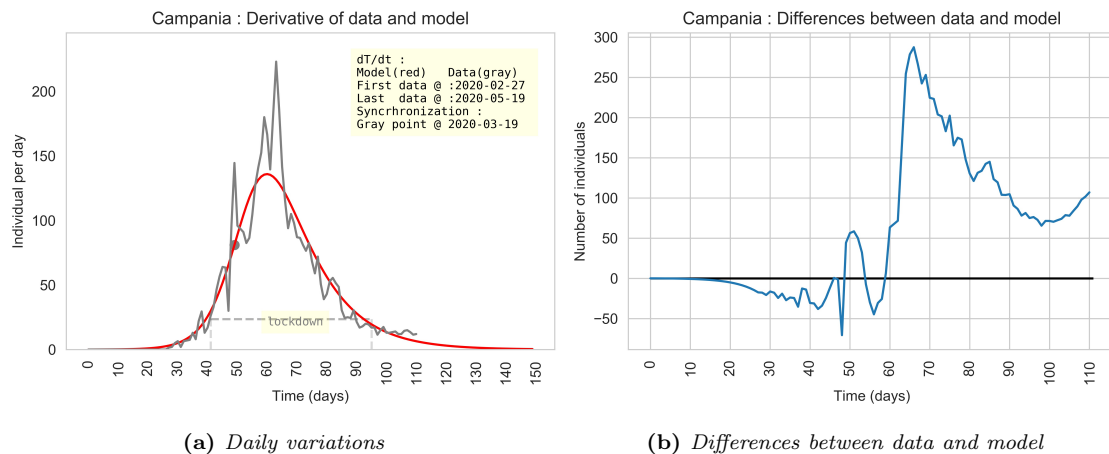 Campania : Derivative of data and model
dT/dt :
Model(red)   Data(gray)
First data @ :2020-02-27
Last  data @ :2020-05-19
Syncrhronization :
Gray point @ 2020-03-19
Individual per day
200
150
100
50
0
lockdown
0 10 20 30 40 50 60 70 80 90 100 110 120 130 140 150
Time (days)
(a) Daily variations
Campania : Differences between data and model
Number of individuals
300
250
200
150
100
50
0
−50
0 10 20 30 40 50 60 70 80 90 100 110
Time (days)
(b) Differences between data and model